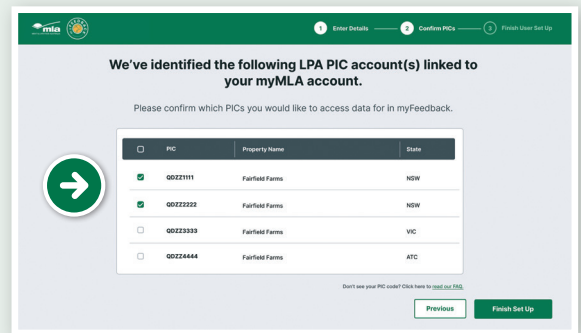 mla
1 Enter Details 2 Confirm PICs 3 Finish User Set Up
We've identified the following LPA PIC account(s) linked to
your myMLA account.
Please confirm which PICs you would like to access data for in myFeedback.
PIC Property Name State
QDZZ1111 Fairfield Farms NSW
QDZZ2222 Fairfield Farms NSW
QDZZ3333 Fairfield Farms VIC
QDZZ4444 Fairfield Farms ATC
Don't see your PIC code? Click here to read our FAQ.
Previous Finish Set Up